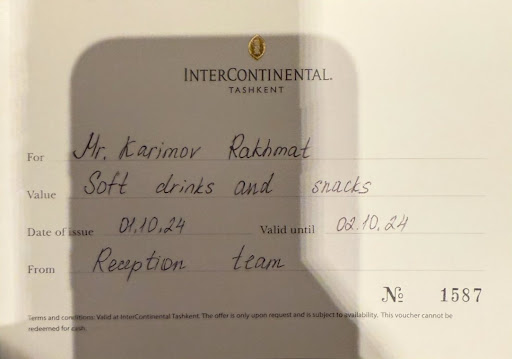 INTERCONTINENTAL.
TASHKENT
For Mr. Karimov Rakhmat
Value Soft drinks and snacks
Date of issue 01.10.24 Valid until 02.10.24
From Reception team
№ 1587
Terms and conditions: Valid at InterContinental Tashkent. The offer is only upon request and is subject to availability. This voucher cannot be
redeemed for cash.